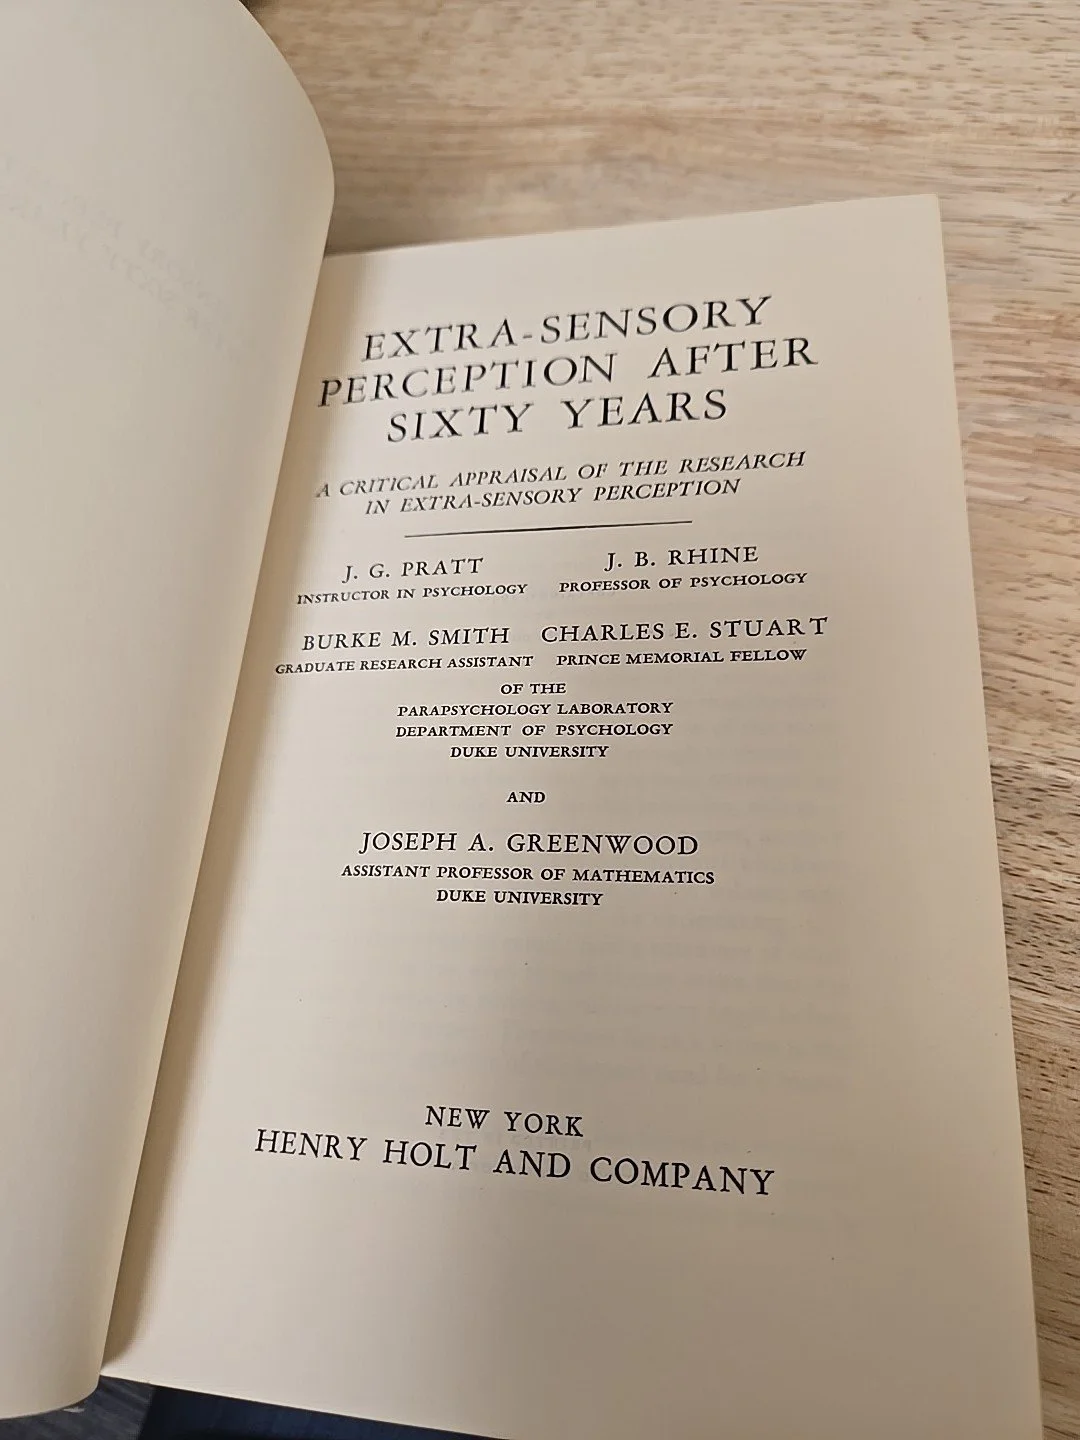 EXTRA-SENSORY
PERCEPTION AFTER
SIXTY YEARS
A CRITICAL APPRAISAL OF THE RESEARCH
IN EXTRA-SENSORY PERCEPTION
J. G. PRATT J. B. RHINE
INSTRUCTOR IN PSYCHOLOGY PROFESSOR OF PSYCHOLOGY
BURKE M. SMITH CHARLES E. STUART
GRADUATE RESEARCH ASSISTANT PRINCE MEMORIAL FELLOW
OF THE
PARAPSYCHOLOGY LABORATORY
DEPARTMENT OF PSYCHOLOGY
DUKE UNIVERSITY
AND
JOSEPH A. GREENWOOD
ASSISTANT PROFESSOR OF MATHEMATICS
DUKE UNIVERSITY
NEW YORK
HENRY HOLT AND COMPANY